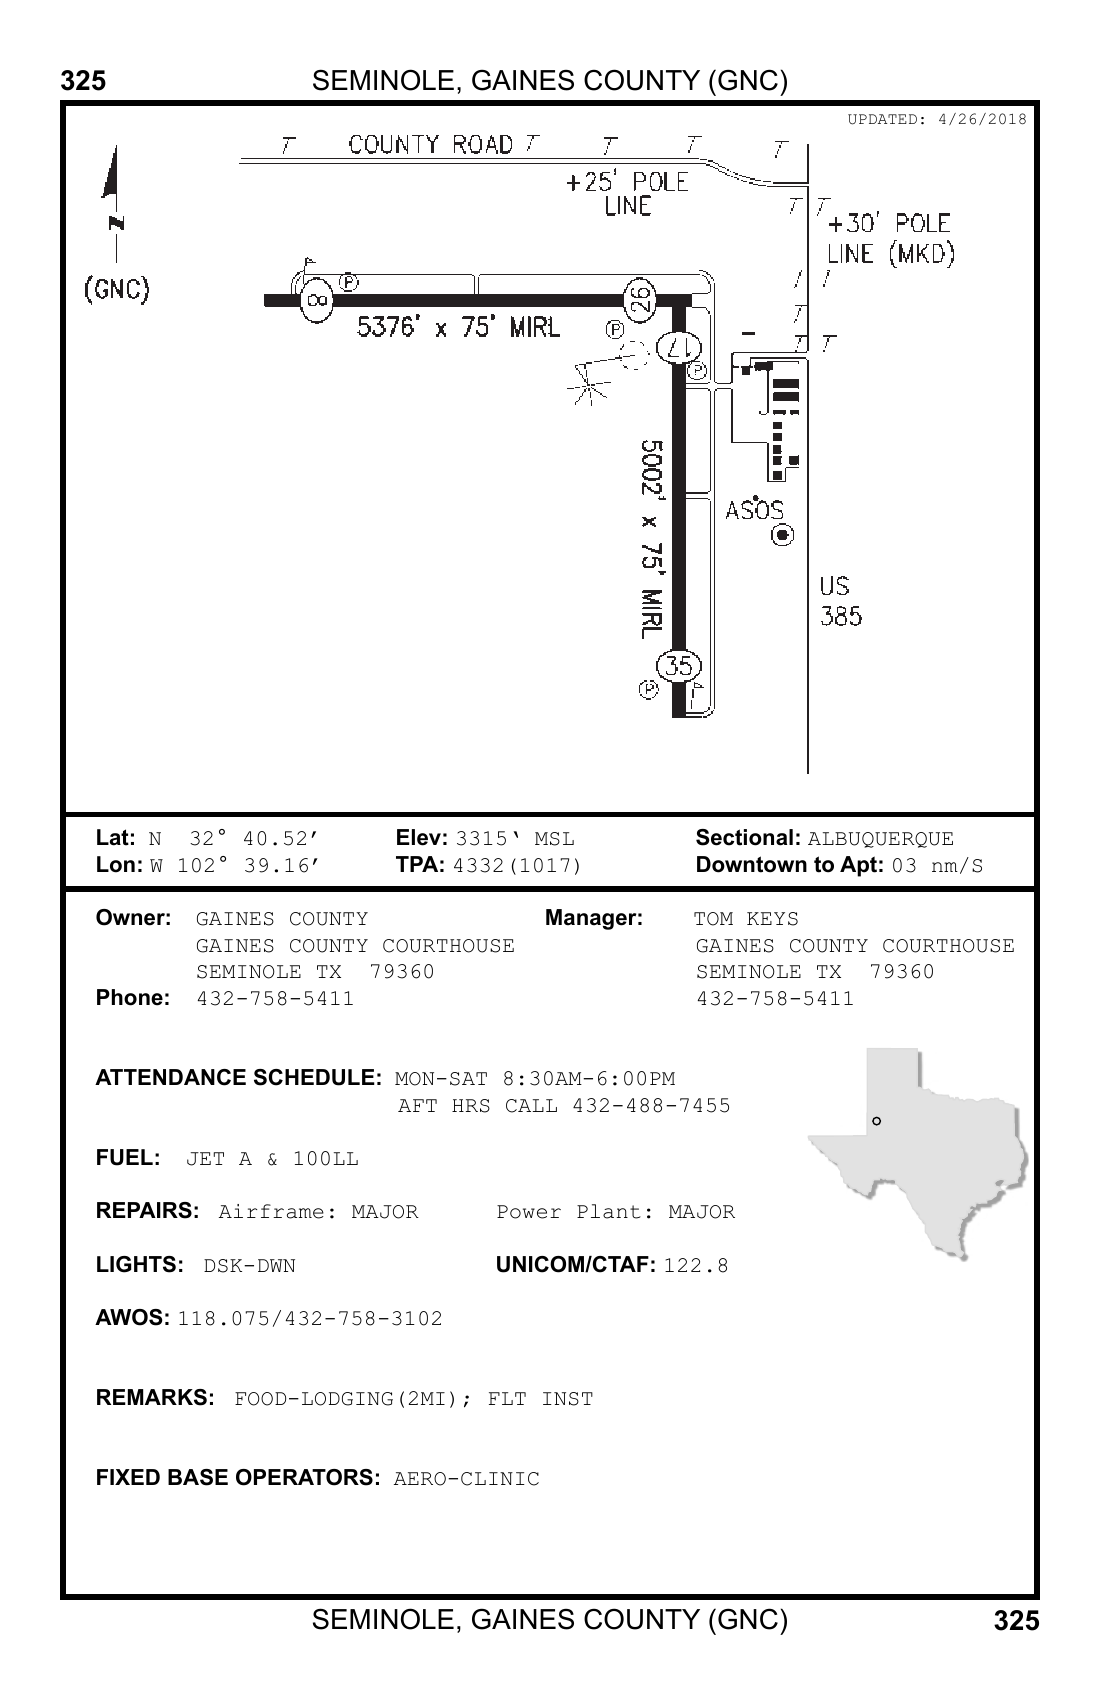 325 SEMINOLE, GAINES COUNTY (GNC)
UPDATED: 4/26/2018
COUNTY ROAD
+25' POLE
LINE
+30' POLE
LINE (MKD)
N
(GNC)
8
P
26
5376' x 75' MIRL
P
17
P
5002' x 75' MIRL
ASOS
US
385
35
P
Lat: N 32° 40.52′ Elev: 3315‘ MSL Sectional: ALBUQUERQUE
Lon: W 102° 39.16′ TPA: 4332(1017) Downtown to Apt: 03 nm/S
Owner: GAINES COUNTY Manager: TOM KEYS
GAINES COUNTY COURTHOUSE GAINES COUNTY COURTHOUSE
SEMINOLE TX 79360 SEMINOLE TX 79360
Phone: 432-758-5411 432-758-5411
ATTENDANCE SCHEDULE: MON-SAT 8:30AM-6:00PM
AFT HRS CALL 432-488-7455
FUEL: JET A & 100LL
REPAIRS: Airframe: MAJOR Power Plant: MAJOR
LIGHTS: DSK-DWN UNICOM/CTAF: 122.8
AWOS: 118.075/432-758-3102
REMARKS: FOOD-LODGING(2MI); FLT INST
FIXED BASE OPERATORS: AERO-CLINIC
SEMINOLE, GAINES COUNTY (GNC) 325